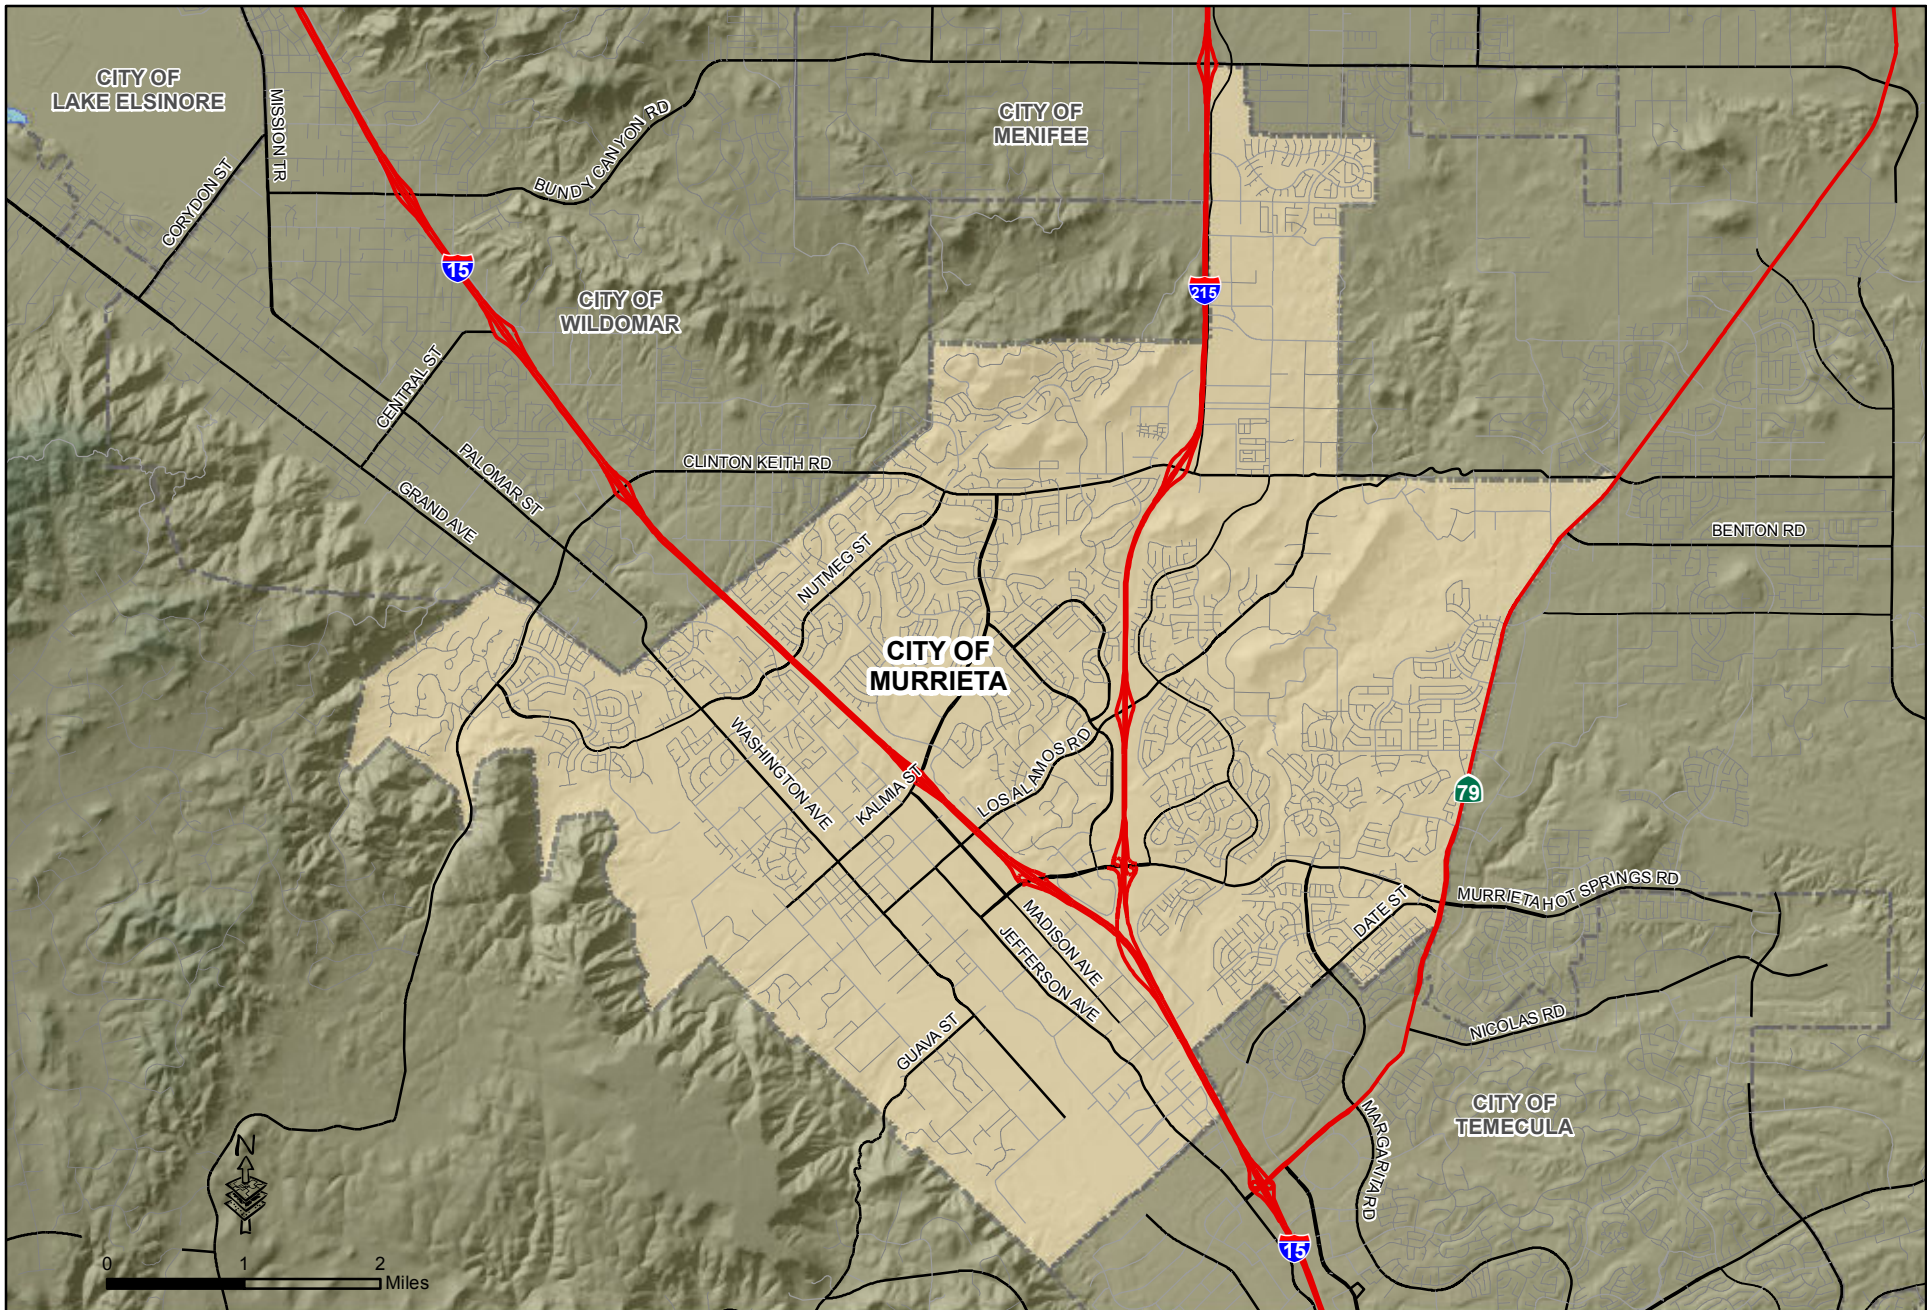 CITY OF
LAKE ELSINORE
MISSION TR
CORYDON ST
BUNDY CANYON RD
CITY OF
MENIFEE
15
CITY OF
WILDOMAR
215
CENTRAL ST
PALOMAR ST
GRAND AVE
CLINTON KEITH RD
NUTMEG ST
BENTON RD
CITY OF
MURRIETA
WASHINGTON AVE
KALMIA ST
LOS ALAMOS RD
79
MURRIETA HOT SPRINGS RD
DATE ST
MADISON AVE
JEFFERSON AVE
GUAVA ST
NICOLAS RD
CITY OF
TEMECULA
MARGARITA RD
15
N
0 1 2
Miles